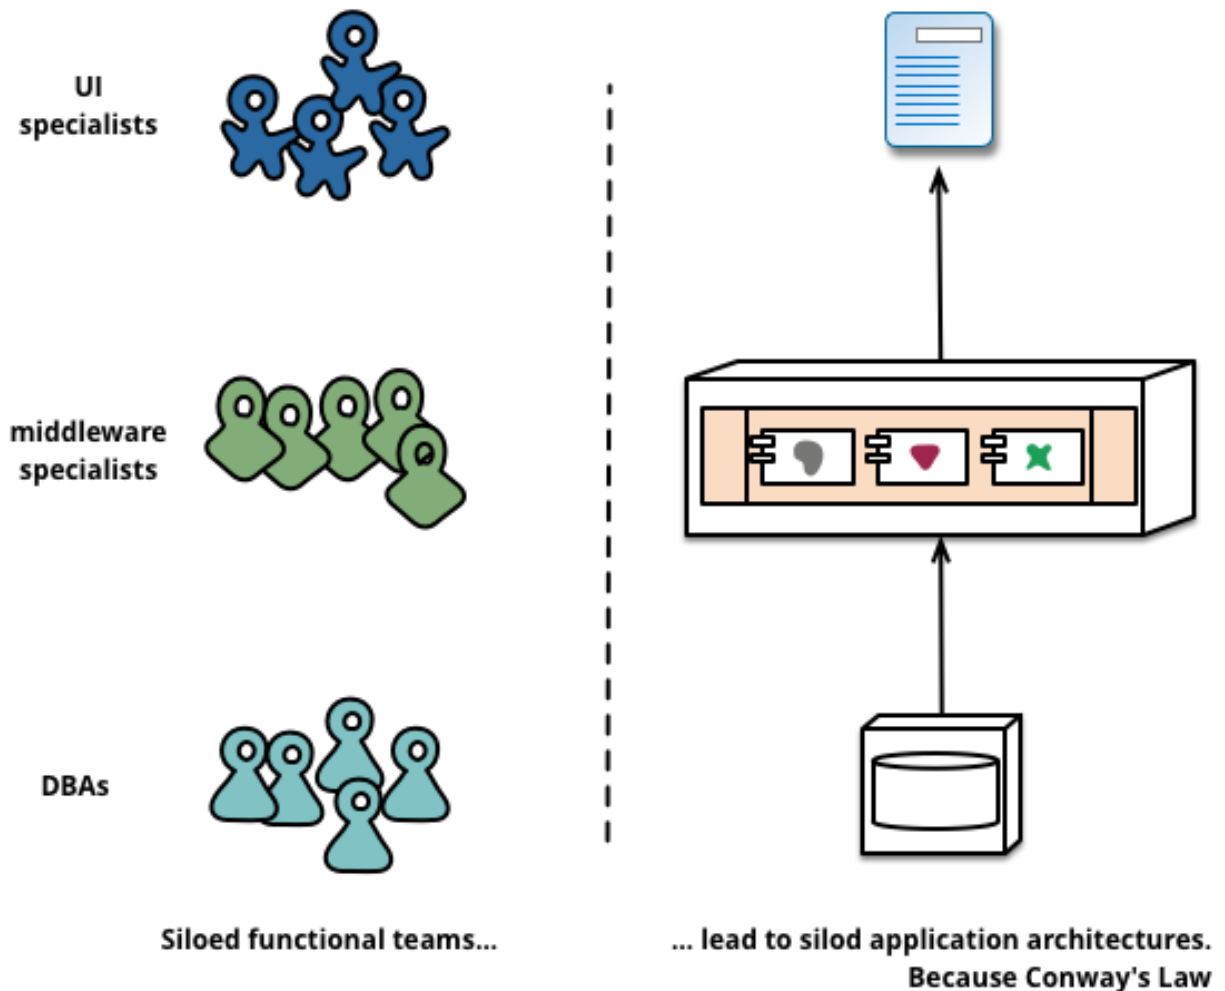 UI
specialists
middleware
specialists
DBAs
Siloed functional teams...
... lead to silod application architectures.
Because Conway's Law